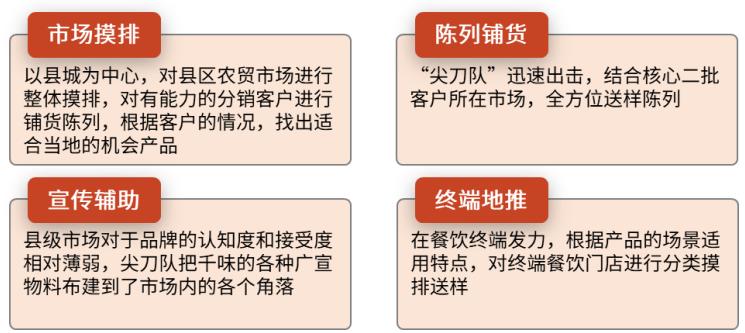 市场摸排
以县城为中心，对县区农贸市场进行
整体摸排，对有能力的分销客户进行
铺货陈列，根据客户的情况，找出适
合当地的机会产品
陈列铺货
“尖刀队”迅速出击，结合核心二批
客户所在市场，全方位送样陈列
宣传辅助
县级市场对于品牌的认知度和接受度
相对薄弱，尖刀队把千味的各种广宣
物料布建到了市场内的各个角落
终端地推
在餐饮终端发力，根据产品的场景适
用特点，对终端餐饮门店进行分类摸
排送样